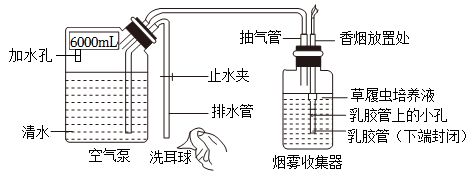 6000mL
加水孔
清水
空气泵
止水夹
排水管
洗耳球
抽气管
香烟放置处
草履虫培养液
乳胶管上的小孔
乳胶管（下端封闭）
烟雾收集器